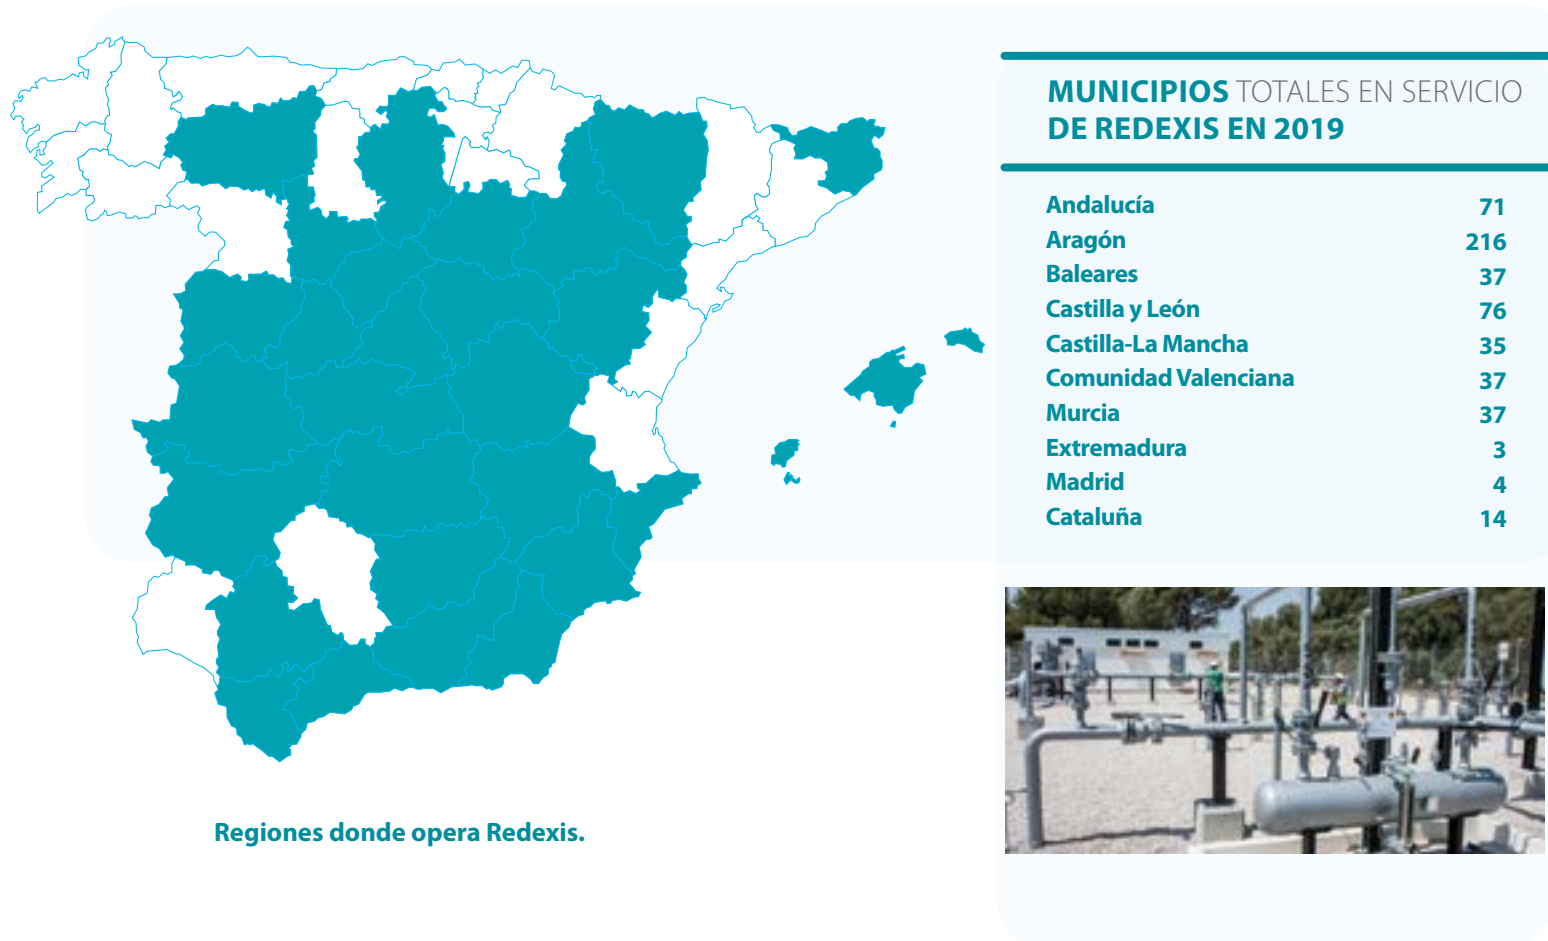 MUNICIPIOS TOTALES EN SERVICIO
DE REDEXIS EN 2019
Andalucía 71
Aragón 216
Baleares 37
Castilla y León 76
Castilla-La Mancha 35
Comunidad Valenciana 37
Murcia 37
Extremadura 3
Madrid 4
Cataluña 14
Regiones donde opera Redexis.